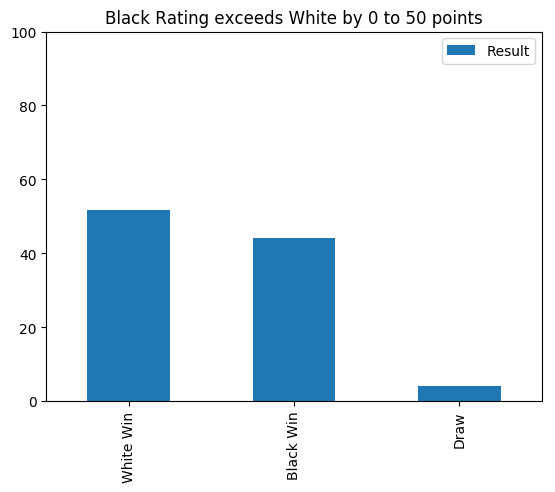 Black Rating exceeds White by 0 to 50 points
Result
100
80
60
40
20
0
White Win
Black Win
Draw